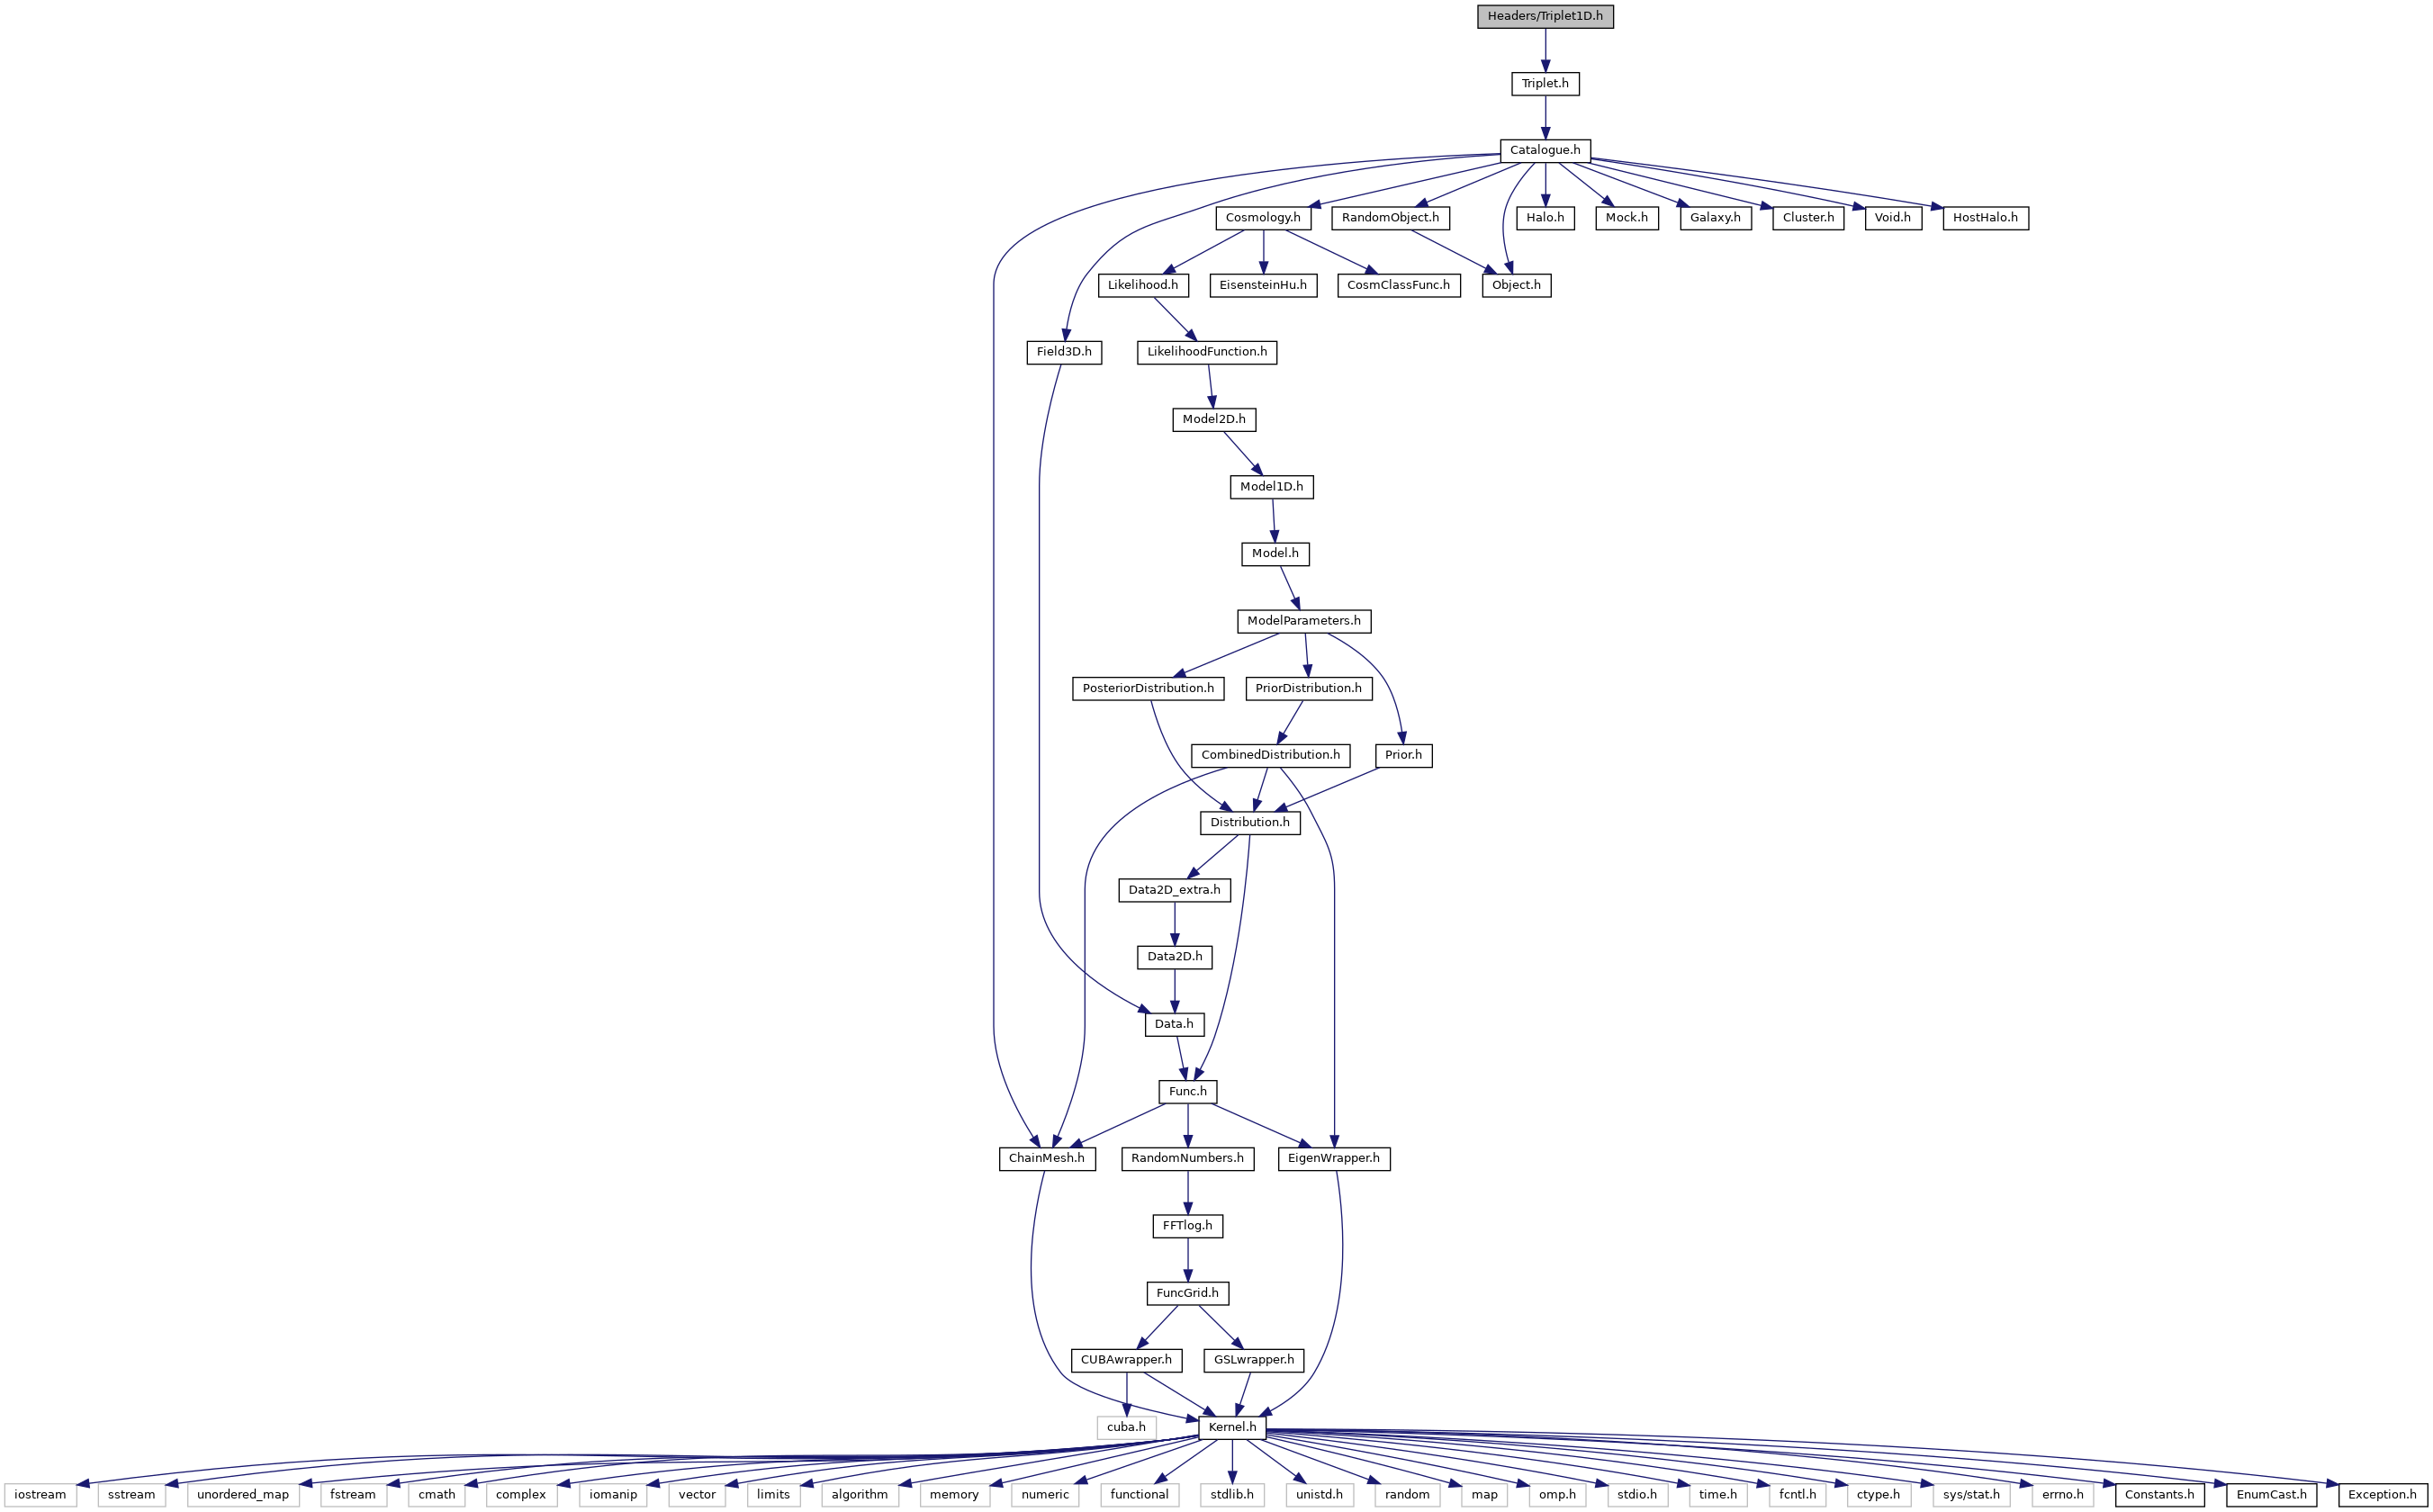 Headers/Triplet1D.h
Triplet.h
Catalogue.h
Cosmology.h
RandomObject.h
Halo.h
Mock.h
Galaxy.h
Cluster.h
Void.h
HostHalo.h
Likelihood.h
EisensteinHu.h
CosmClassFunc.h
Object.h
Field3D.h
LikelihoodFunction.h
Model2D.h
Model1D.h
Model.h
ModelParameters.h
PosteriorDistribution.h
PriorDistribution.h
CombinedDistribution.h
Prior.h
Distribution.h
Data2D_extra.h
Data2D.h
Data.h
Func.h
ChainMesh.h
RandomNumbers.h
EigenWrapper.h
FFTlog.h
FuncGrid.h
CUBAwrapper.h
GSLwrapper.h
cuba.h
Kernel.h
iostream
sstream
unordered_map
fstream
cmath
complex
iomanip
vector
limits
algorithm
memory
numeric
functional
stdlib.h
unistd.h
random
map
omp.h
stdio.h
time.h
fcntl.h
ctype.h
sys/stat.h
errno.h
Constants.h
EnumCast.h
Exception.h